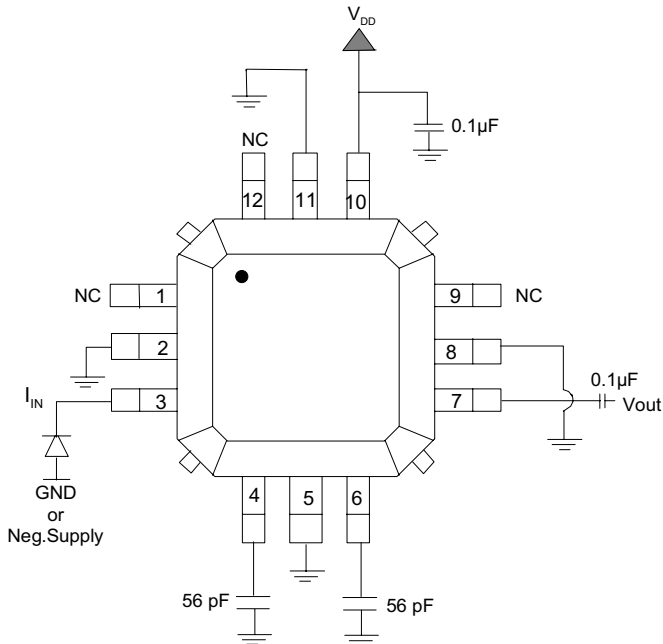 V_DD
0.1µF
NC
12
11
10
NC
1
9
NC
2
8
0.1µF
I_IN
3
7
Vout
GND
or
Neg.Supply
4
5
6
56 pF
56 pF